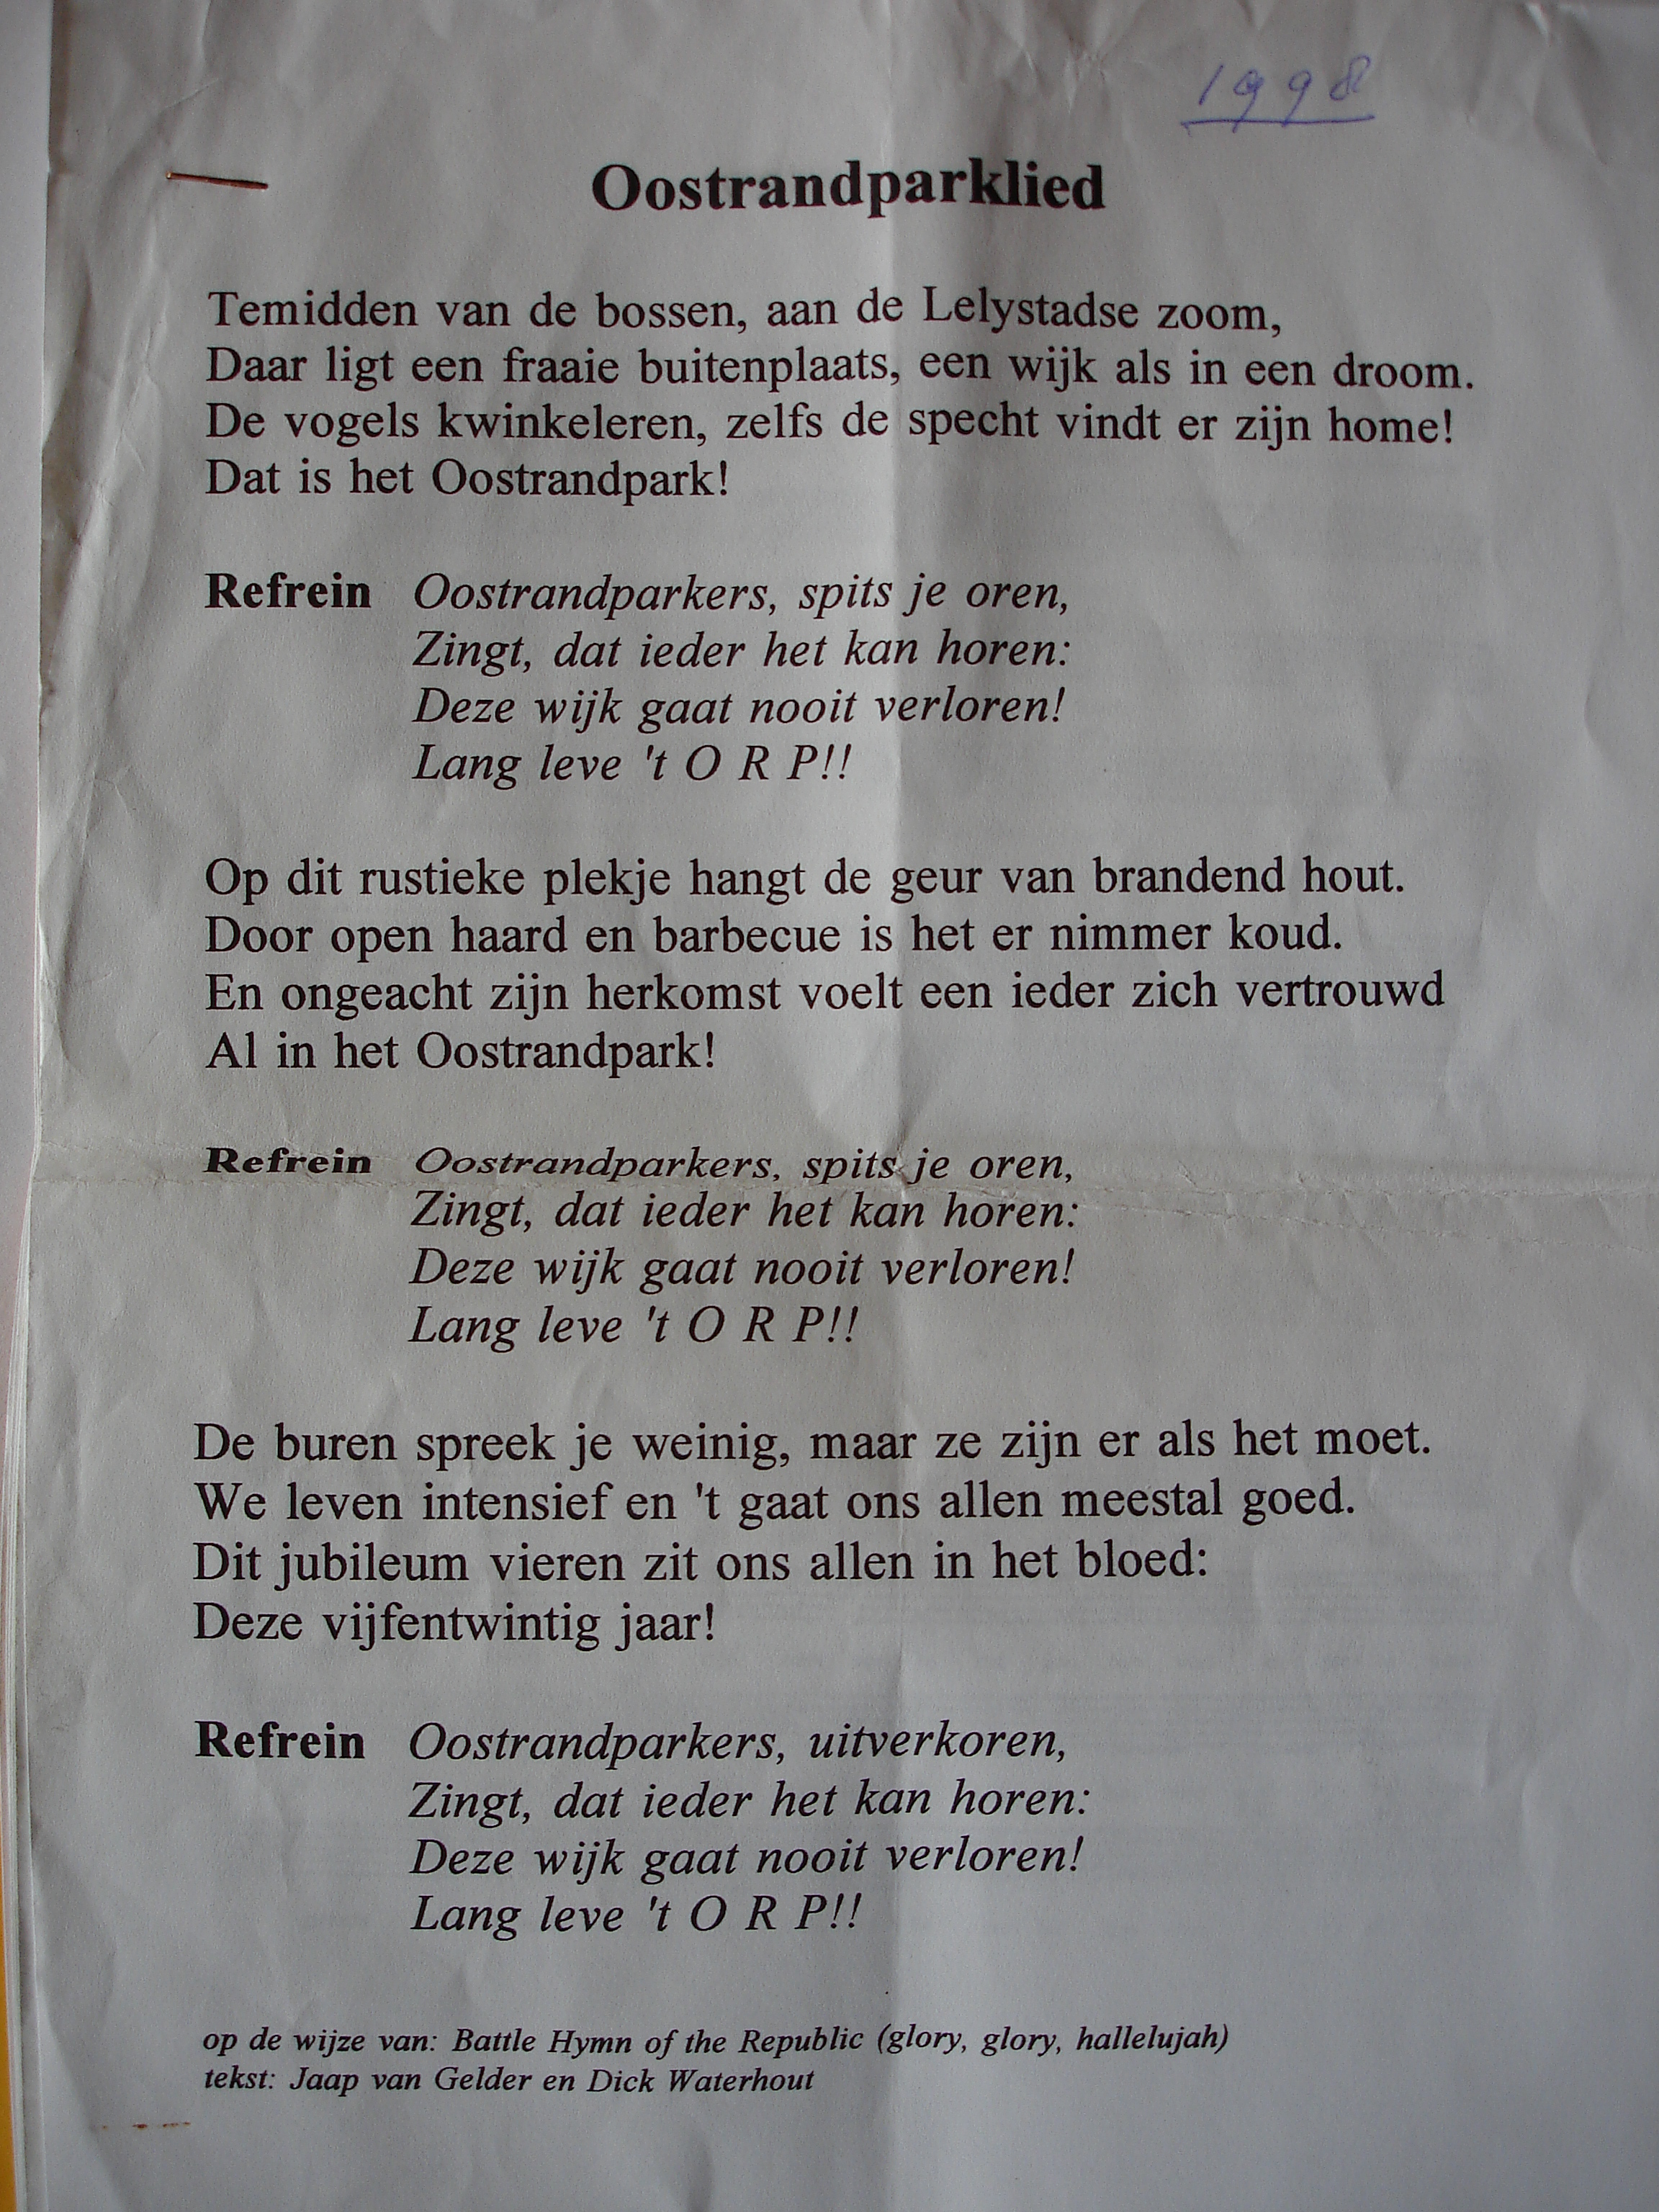 1998
Oostrandparklied
Temidden van de bossen, aan de Lelystadse zoom,
Daar ligt een fraaie buitenplaats, een wijk als in een droom.
De vogels kwinkeleren, zelfs de specht vindt er zijn home!
Dat is het Oostrandpark!
Refrein Oostrandparkers, spits je oren,
Zingt, dat ieder het kan horen:
Deze wijk gaat nooit verloren!
Lang leve 't O R P!!
Op dit rustieke plekje hangt de geur van brandend hout.
Door open haard en barbecue is het er nimmer koud.
En ongeacht zijn herkomst voelt een ieder zich vertrouwd
Al in het Oostrandpark!
Refrein Oostrandparkers, spits je oren,
Zingt, dat ieder het kan horen:
Deze wijk gaat nooit verloren!
Lang leve 't O R P!!
De buren spreek je weinig, maar ze zijn er als het moet.
We leven intensief en 't gaat ons allen meestal goed.
Dit jubileum vieren zit ons allen in het bloed:
Deze vijfentwintig jaar!
Refrein Oostrandparkers, uitverkoren,
Zingt, dat ieder het kan horen:
Deze wijk gaat nooit verloren!
Lang leve 't O R P!!
op de wijze van: Battle Hymn of the Republic (glory, glory, hallelujah)
tekst: Jaap van Gelder en Dick Waterhout